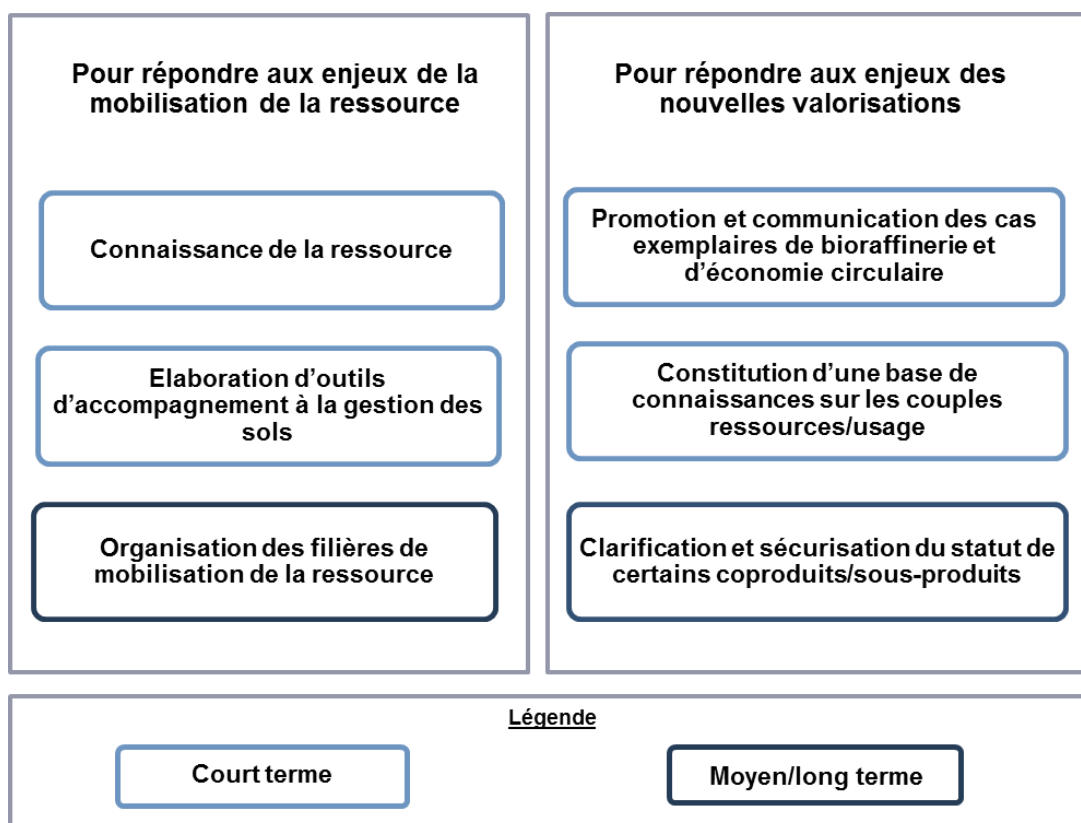 Pour répondre aux enjeux de la
mobilisation de la ressource
Connaissance de la ressource
Elaboration d'outils
d'accompagnement à la gestion des
sols
Organisation des filières de
mobilisation de la ressource
Pour répondre aux enjeux des
nouvelles valorisations
Promotion et communication des cas
exemplaires de bioraffinerie et
d'économie circulaire
Constitution d'une base de
connaissances sur les couples
ressources/usage
Clarification et sécurisation du statut de
certains coproduits/sous-produits
Légende
Court terme
Moyen/long terme